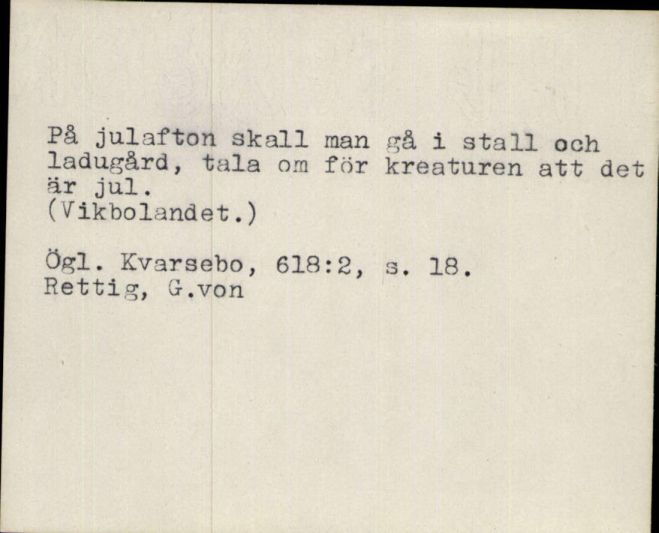 På julafton skall man gå i stall och
ladugård, tala om för kreaturen att det
är jul.
(Vikbolandet.)
Ögl. Kvarsebo, 618:2, s. 18.
Rettig, G.von